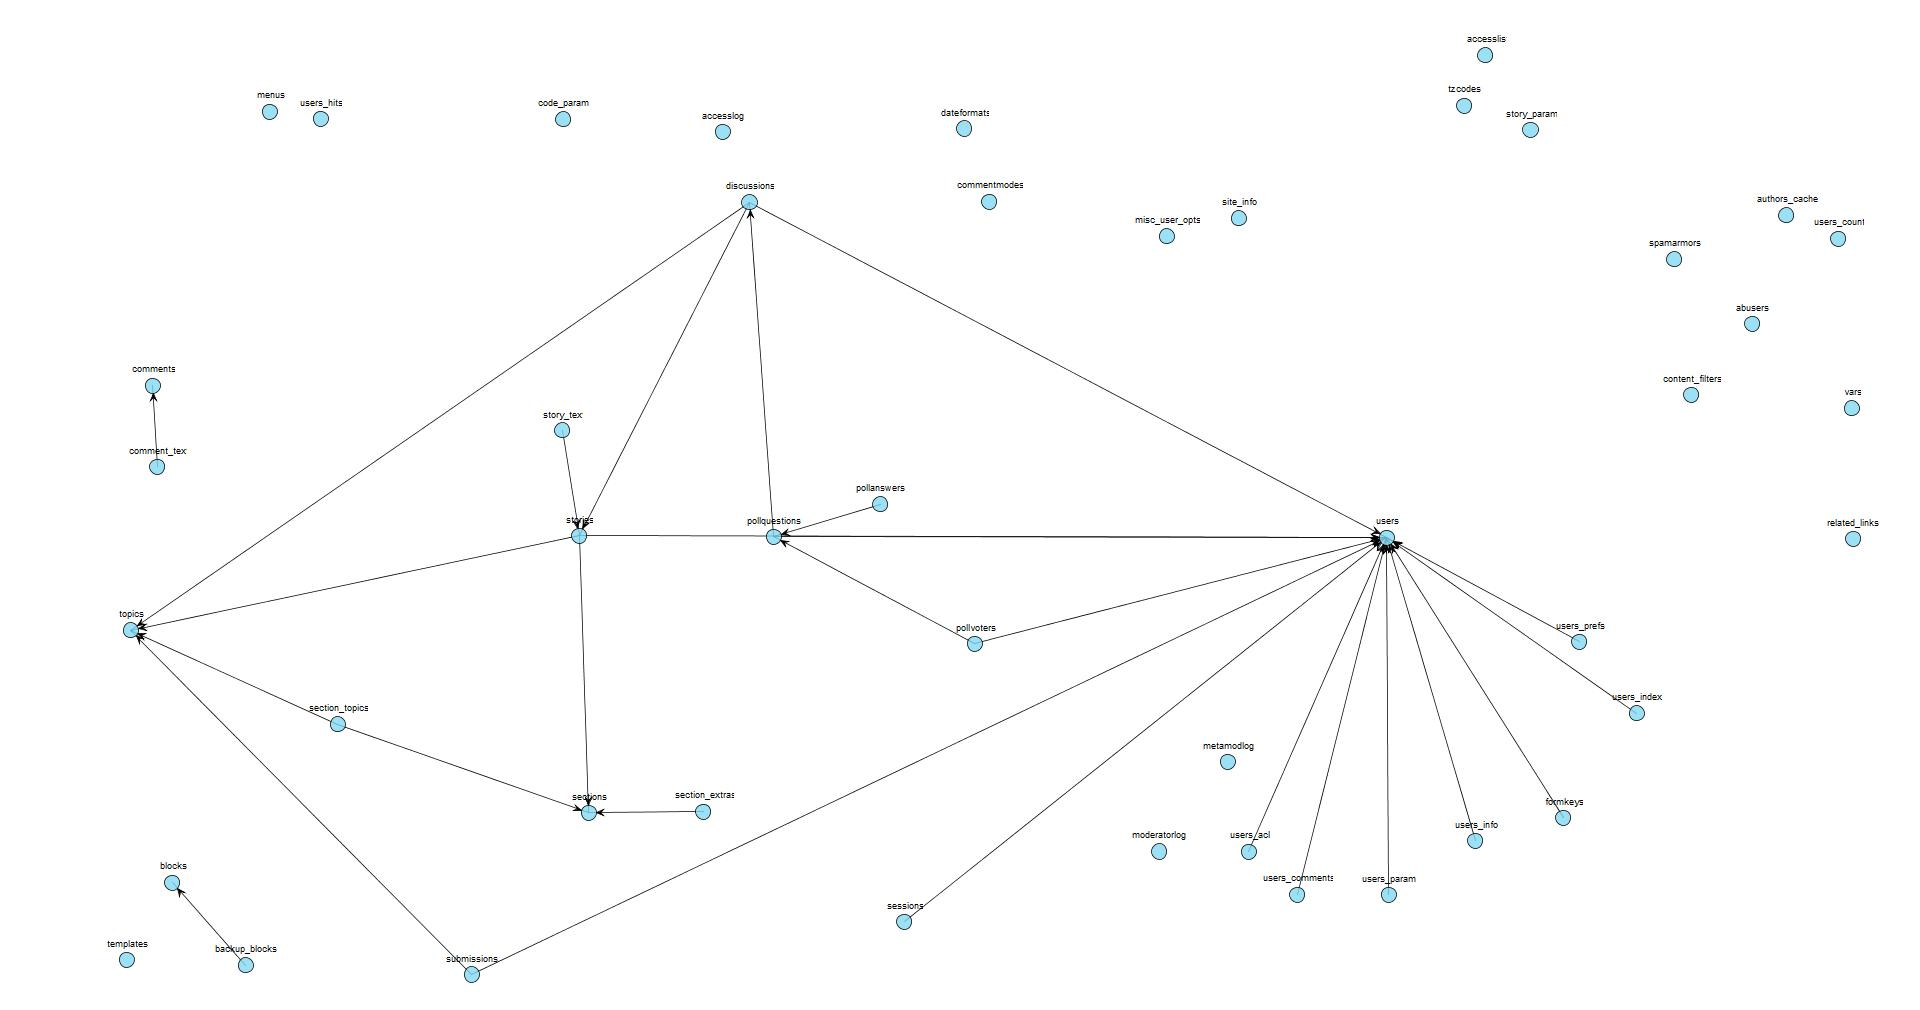 accesslis
tzcodes
menus
users_hits
code_param
accesslog
dateformats
story_param
discussions
commentmodes
misc_user_opts
site_info
authors_cache
users_count
spamarmors
abusers
comments
content_filters
vars
story_tex
comment_tex
pollanswers
stories
pollquestions
users
related_links
topics
pollvoters
users_prefs
section_topics
users_index
metamodlog
sections
section_extras
formkeys
moderatorlog
users_acl
users_info
blocks
users_comments
users_param
sessions
templates
backup_blocks
submissions